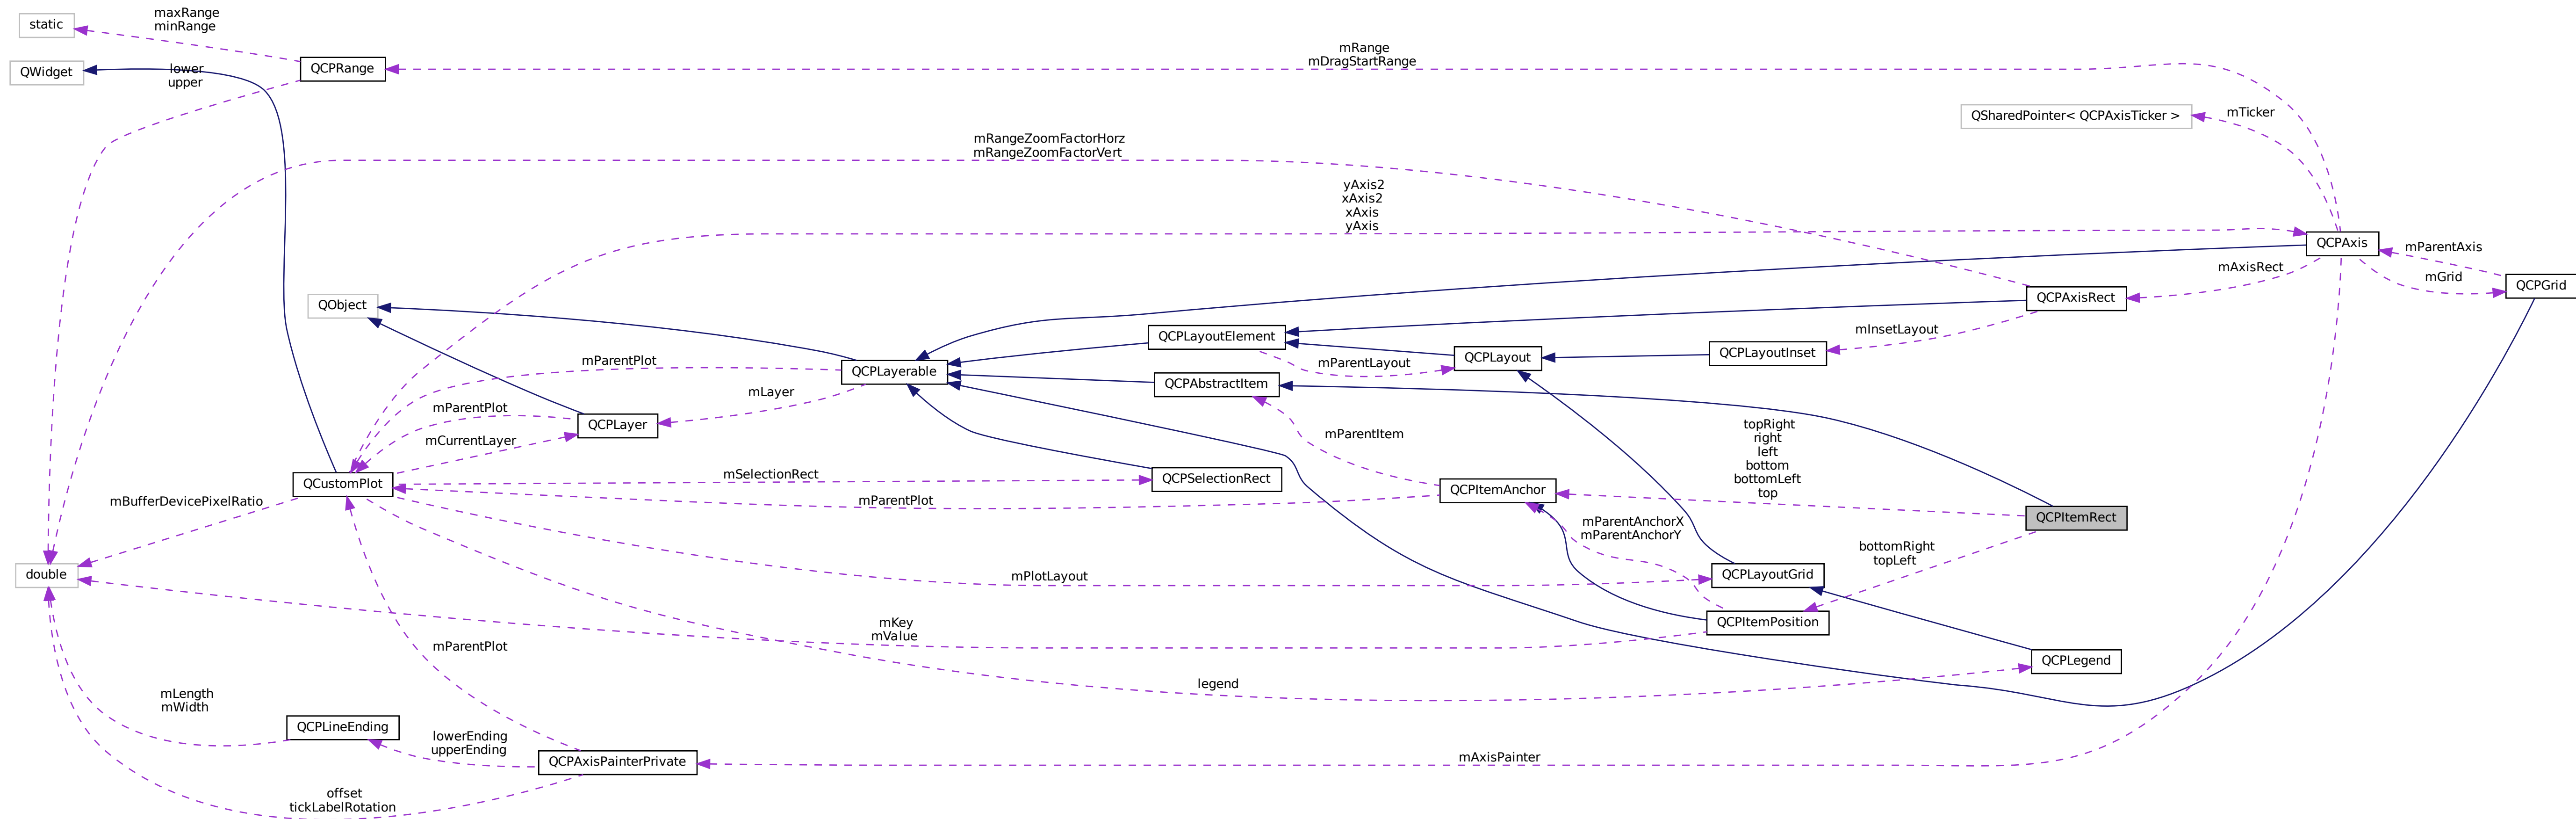 static
maxRange
minRange
QWidget
lower
upper
QCPRange
mRange
mDragStartRange
QSharedPointer< QCPAxisTicker >
mTicker
mRangeZoomFactorHorz
mRangeZoomFactorVert
yAxis2
xAxis2
xAxis
yAxis
QCPAxis
mParentAxis
mGrid
QCPGrid
mAxisRect
QCPAxisRect
QObject
QCPLayoutElement
mInsetLayout
QCPLayoutInset
QCPLayout
mParentLayout
mParentPlot
QCPLayerable
QCPAbstractItem
mLayer
mParentPlot
QCPLayer
mCurrentLayer
mParentItem
topRight
right
left
bottom
bottomLeft
top
QCustomPlot
mSelectionRect
QCPSelectionRect
mParentPlot
QCPItemAnchor
mBufferDevicePixelRatio
mParentAnchorX
mParentAnchorY
QCPItemRect
bottomRight
topLeft
double
mPlotLayout
QCPLayoutGrid
mKey
mValue
QCPItemPosition
mParentPlot
QCPLegend
legend
mLength
mWidth
QCPLineEnding
lowerEnding
upperEnding
QCPAxisPainterPrivate
mAxisPainter
offset
tickLabelRotation